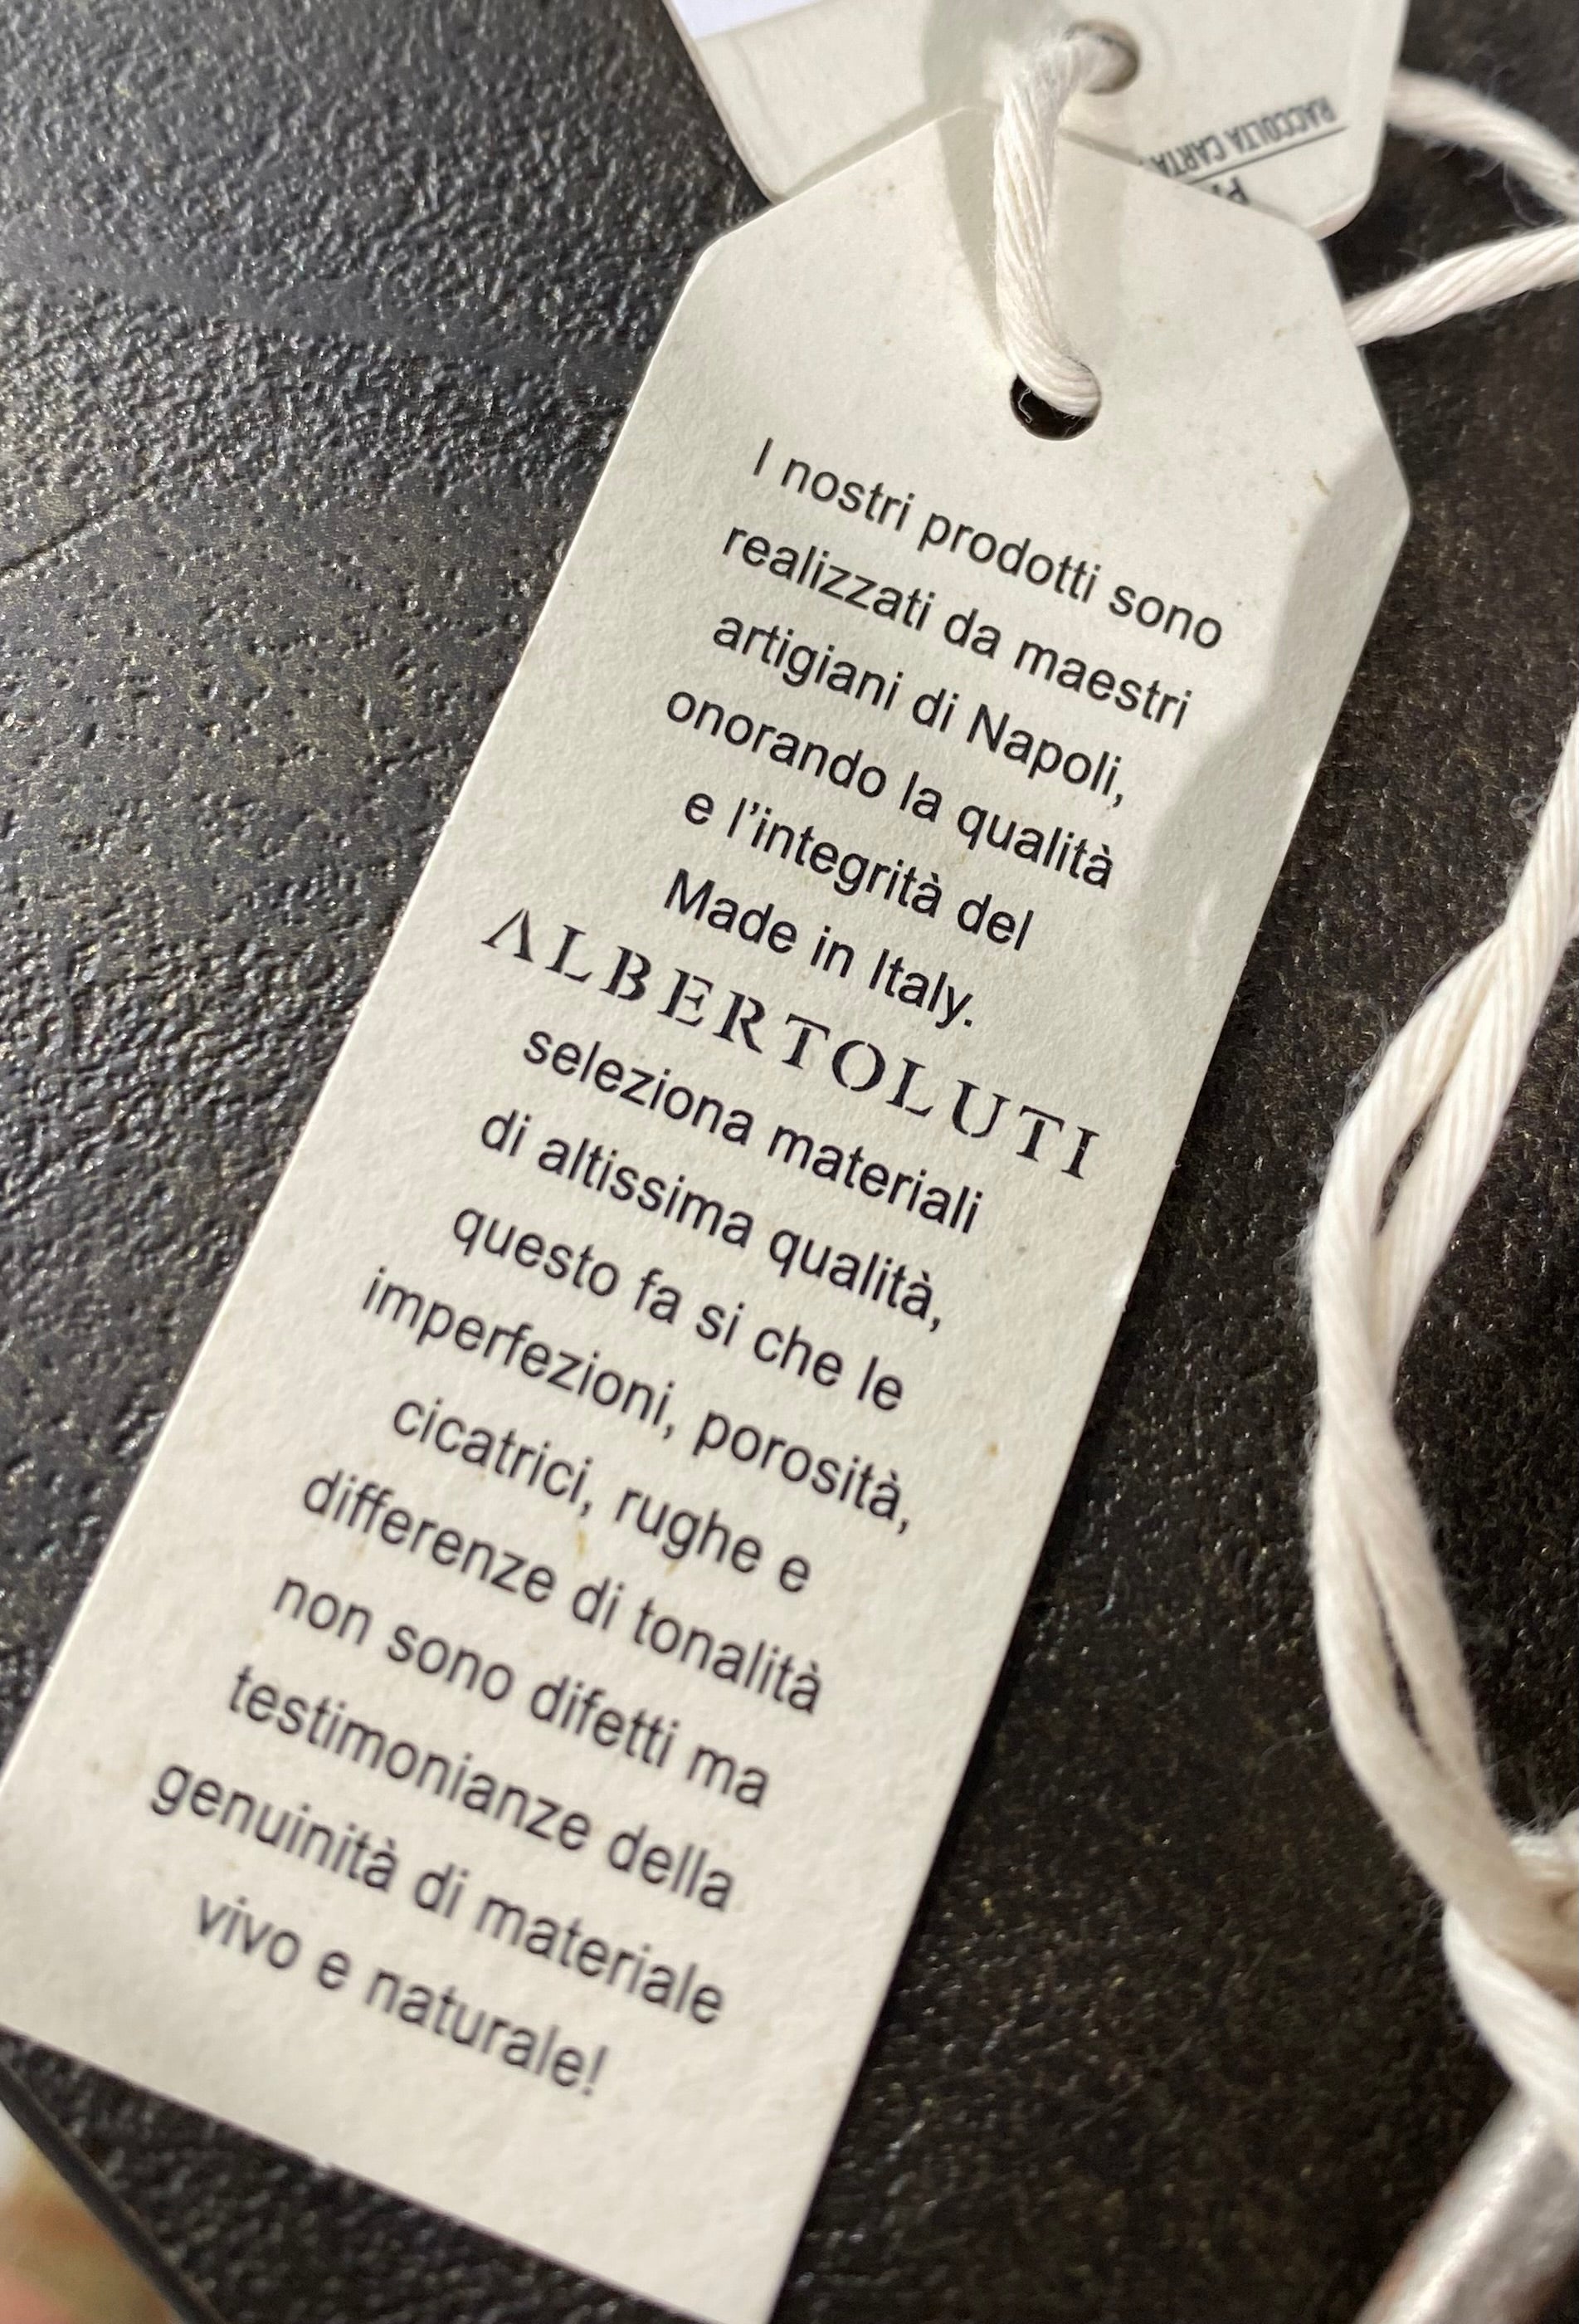 RACCOLTA CARTA
I nostri prodotti sono
realizzati da maestri
artigiani di Napoli,
onorando la qualità
e l’integrità del
Made in Italy.
ALBERTOLUTI
seleziona materiali
di altissima qualità,
questo fa si che le
imperfezioni, porosità,
cicatrici, rughe e
differenze di tonalità
non sono difetti ma
testimonianze della
genuinità di materiale
vivo e naturale!